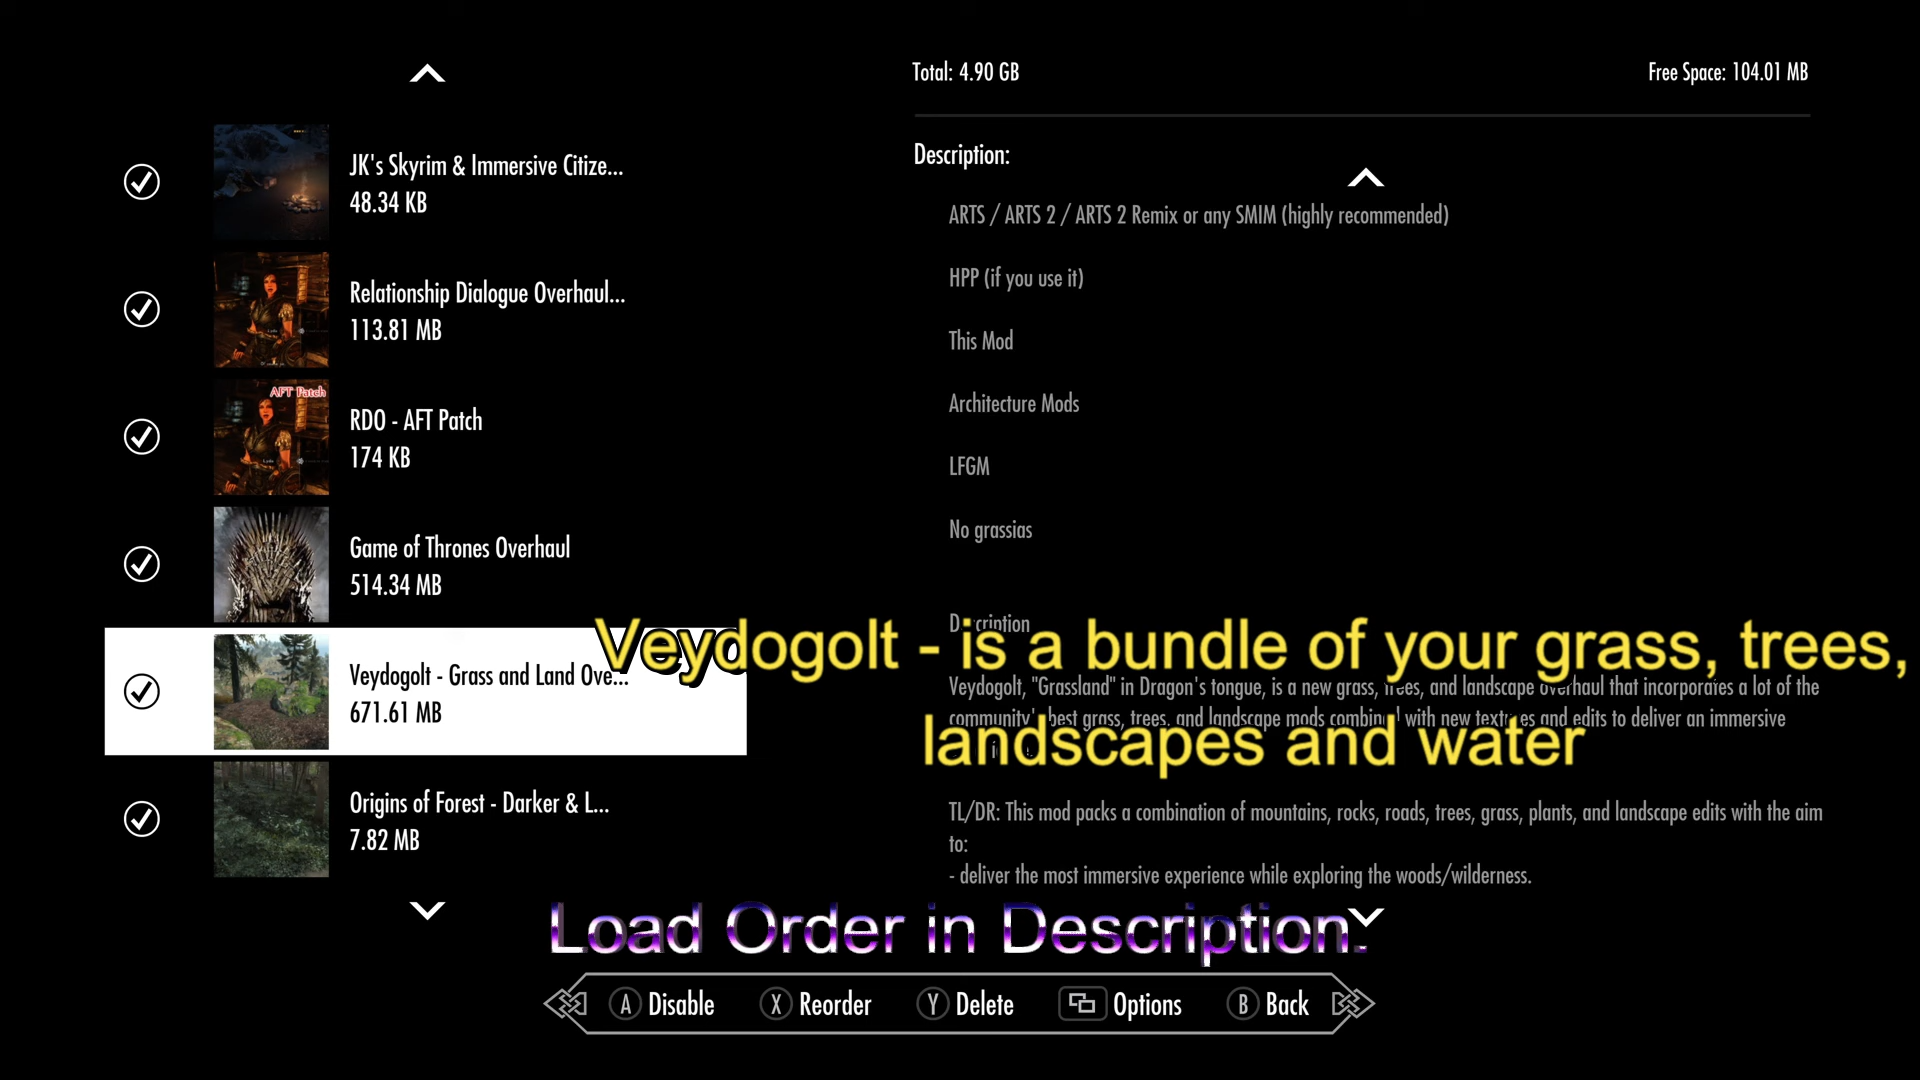 Total: 4.90 GB
Free Space: 104.01 MB
JK's Skyrim & Immersive Citize...
48.34 KB
Relationship Dialogue Overhaul...
113.81 MB
AFT Patch
RDO - AFT Patch
174 KB
Game of Thrones Overhaul
514.34 MB
Veydogolt - Grass and Land Ove...
671.61 MB
Origins of Forest - Darker & L...
7.82 MB
Description:
ARTS / ARTS 2 / ARTS 2 Remix or any SMIM (highly recommended)
HPP (if you use it)
This Mod
Architecture Mods
LFGM
No grassias
Veydogolt - is a bundle of your grass, trees,
landscapes and water
Veydogolt, "Grassland" in Dragon's tongue, is a new grass, trees, and landscape overhaul that incorporates a lot of the
community's best grass, trees, and landscape mods combined with new textures and edits to deliver an immersive
TL/DR: This mod packs a combination of mountains, rocks, roads, trees, grass, plants, and landscape edits with the aim
to:
- deliver the most immersive experience while exploring the woods/wilderness.
Load Order in Description.
A Disable X Reorder Y Delete Options B Back